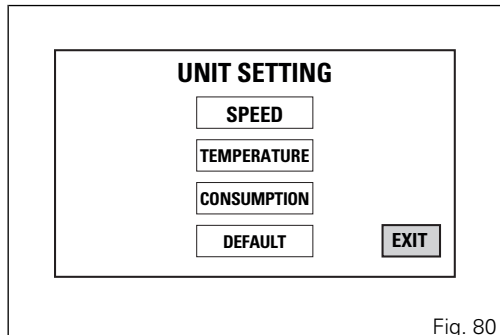 UNIT SETTING
SPEED
TEMPERATURE
CONSUMPTION
DEFAULT
EXIT
Fig. 80